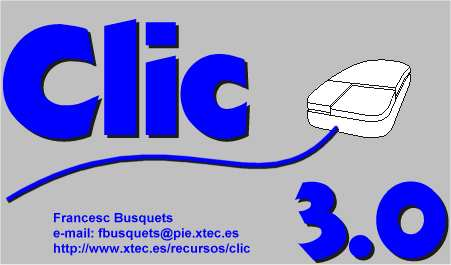 Clic
3.0
Francesc Busquets
e-mail: fbusquets@pie.xtec.es
http://www.xtec.es/recursos/clic